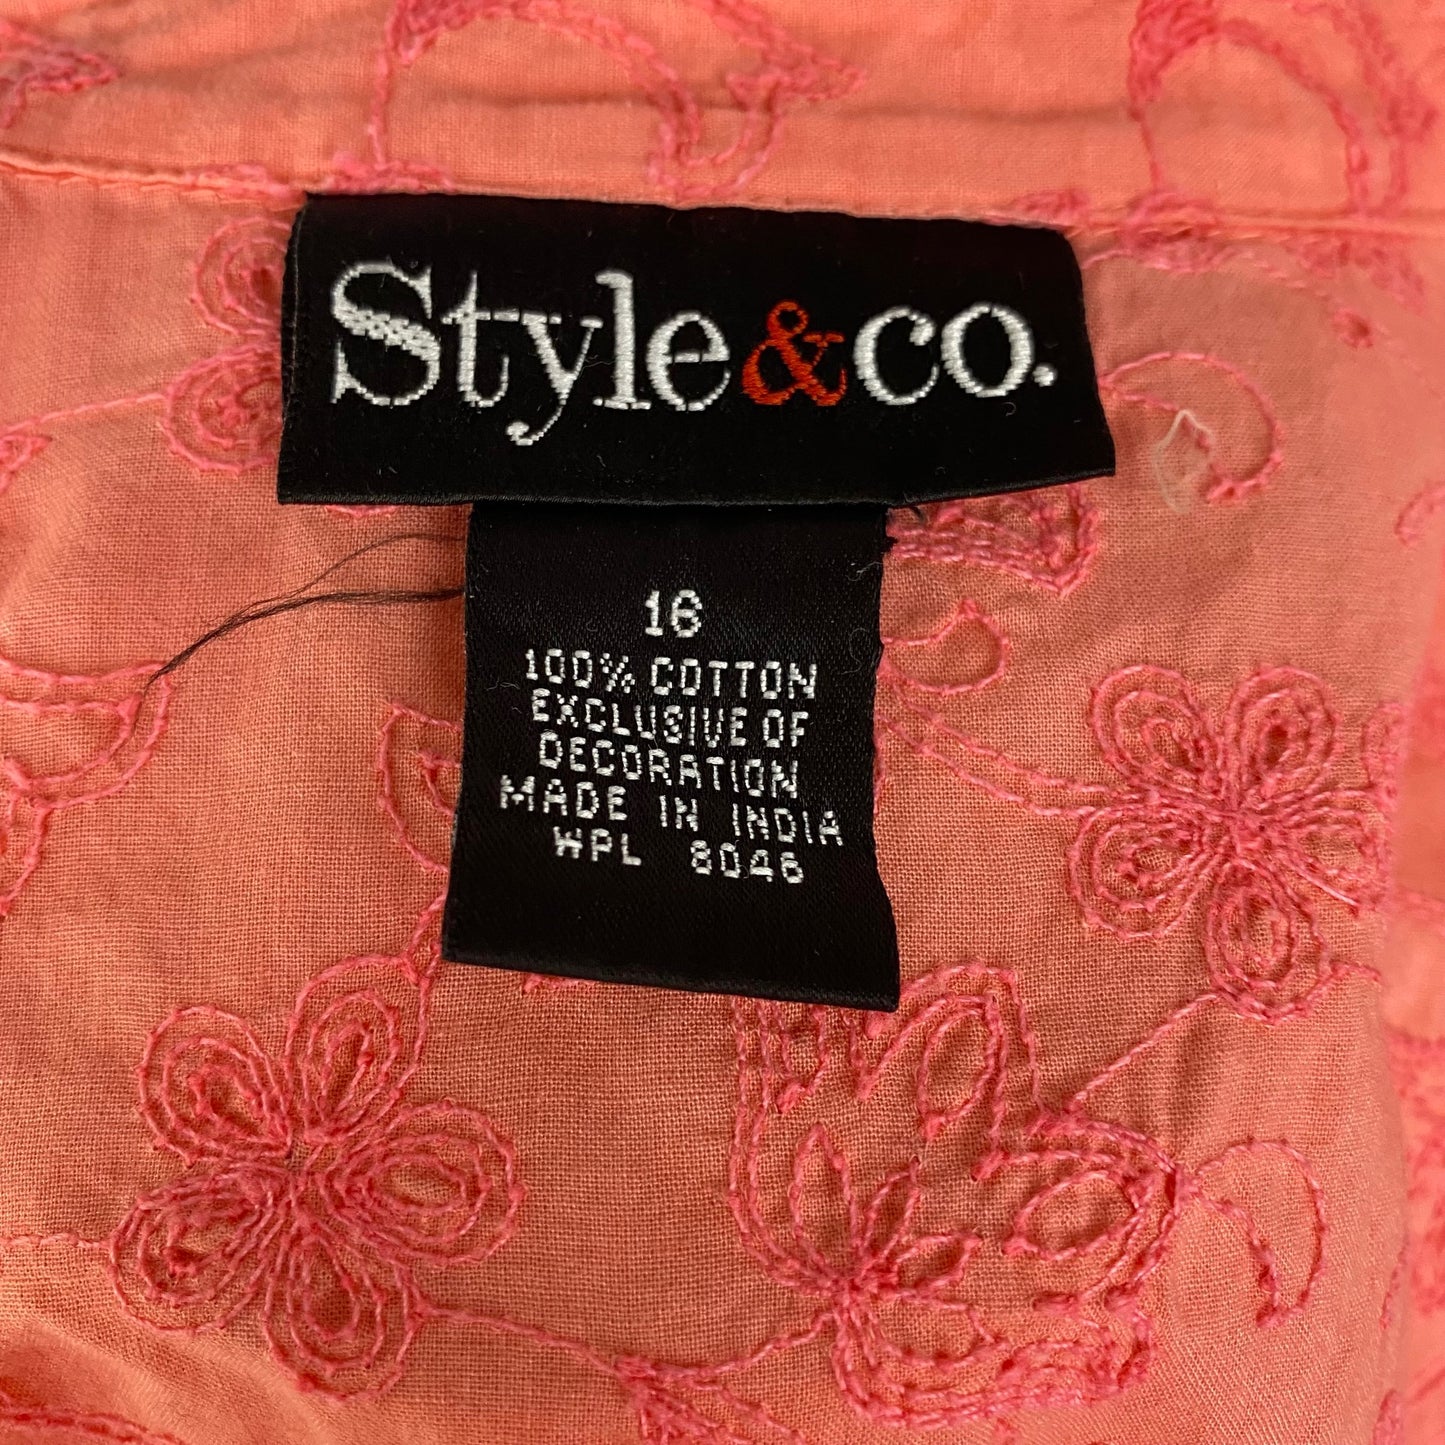 Style&co.
16
100% COTTON
EXCLUSIVE OF
DECORATION
MADE IN INDIA
WPL 8046